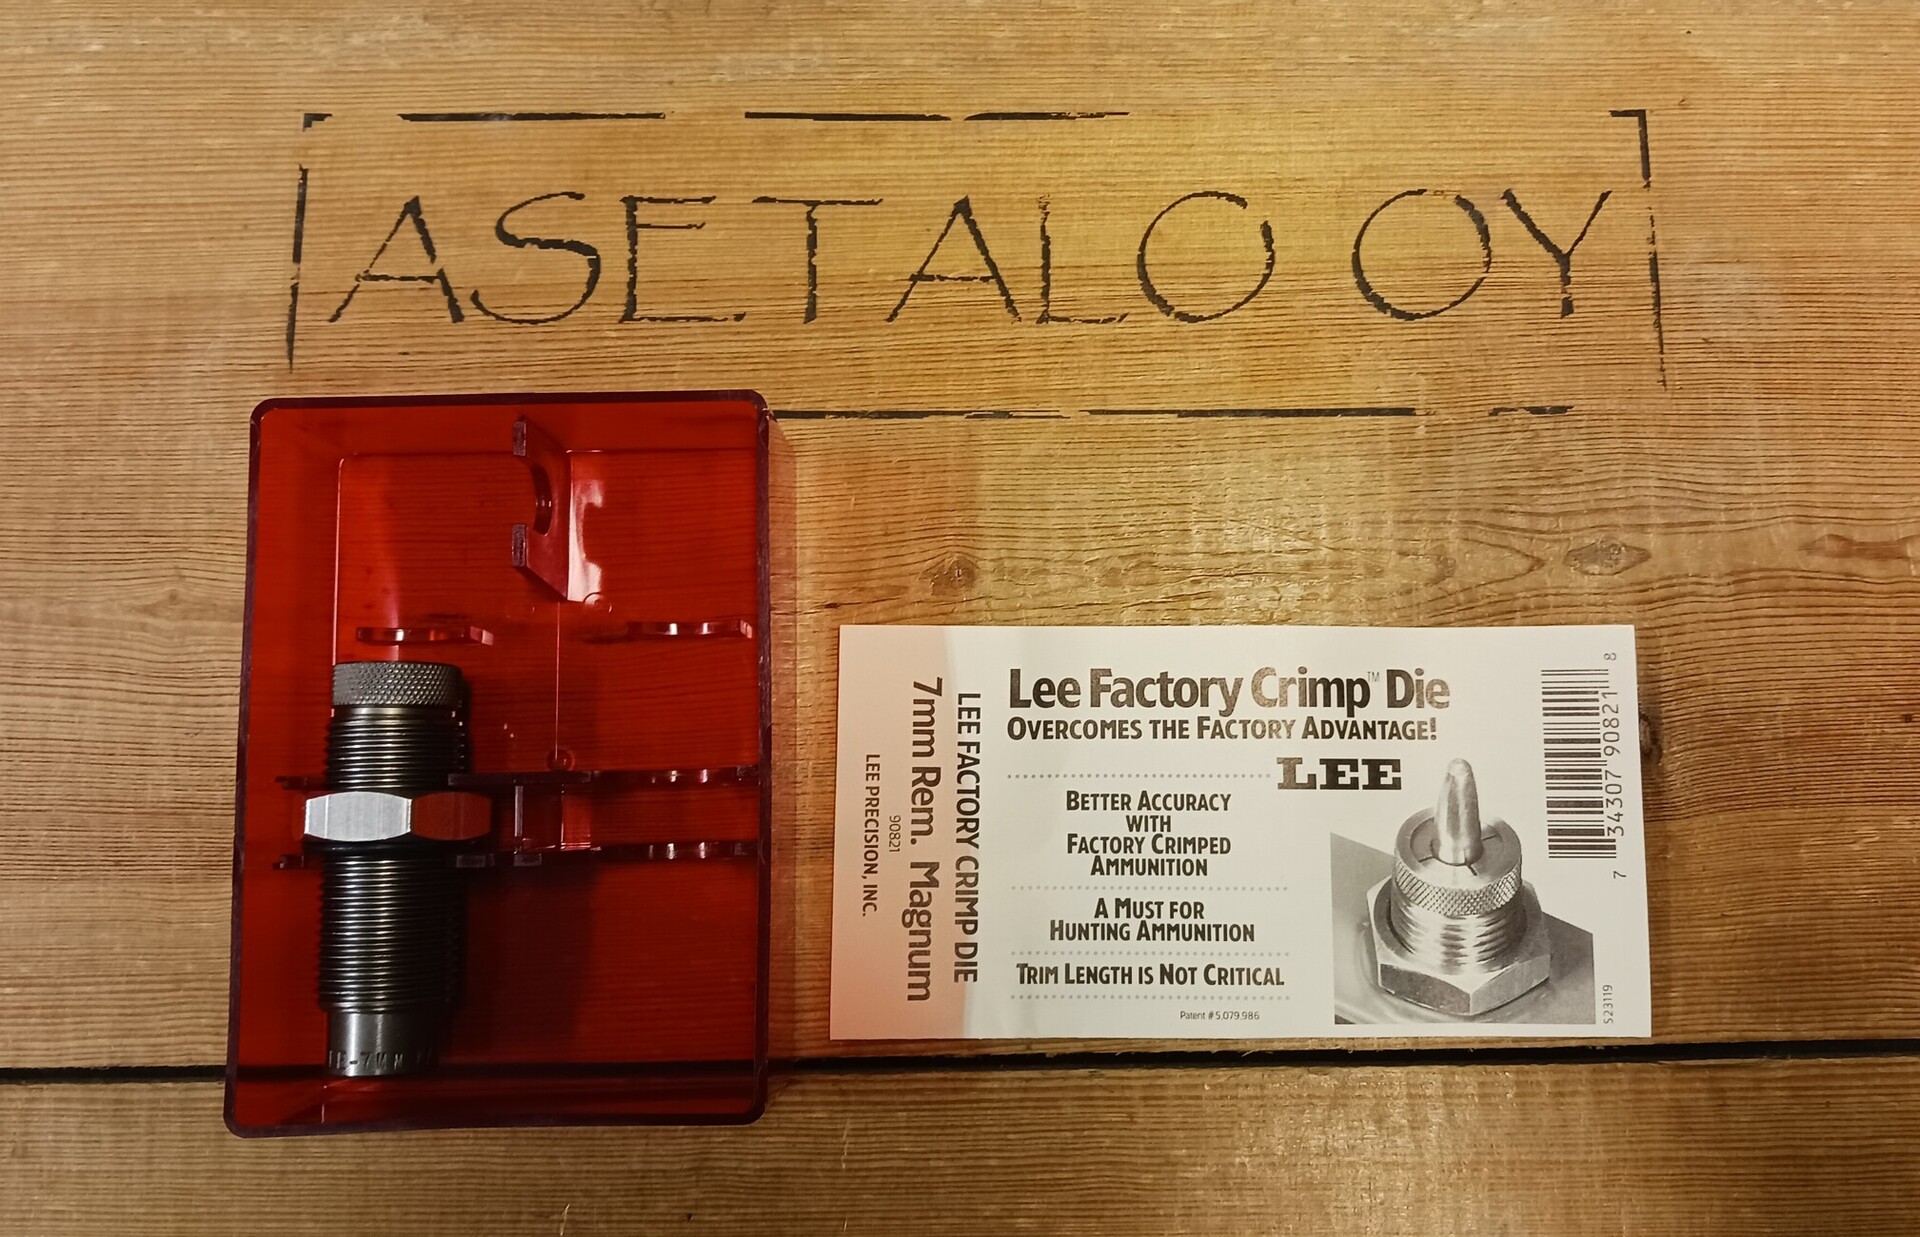 ASETALO OY
LEE FACTORY CRIMP DIE
7mm Rem. Magnum
90821
LEE PRECISION, INC.
Lee Factory Crimp™ Die
OVERCOMES THE FACTORY ADVANTAGE!
LEE
BETTER ACCURACY
WITH
FACTORY CRIMPED
AMMUNITION
A MUST FOR
HUNTING AMMUNITION
TRIM LENGTH IS NOT CRITICAL
Patent # 5,079,986
7 34307 90821 8
S23119